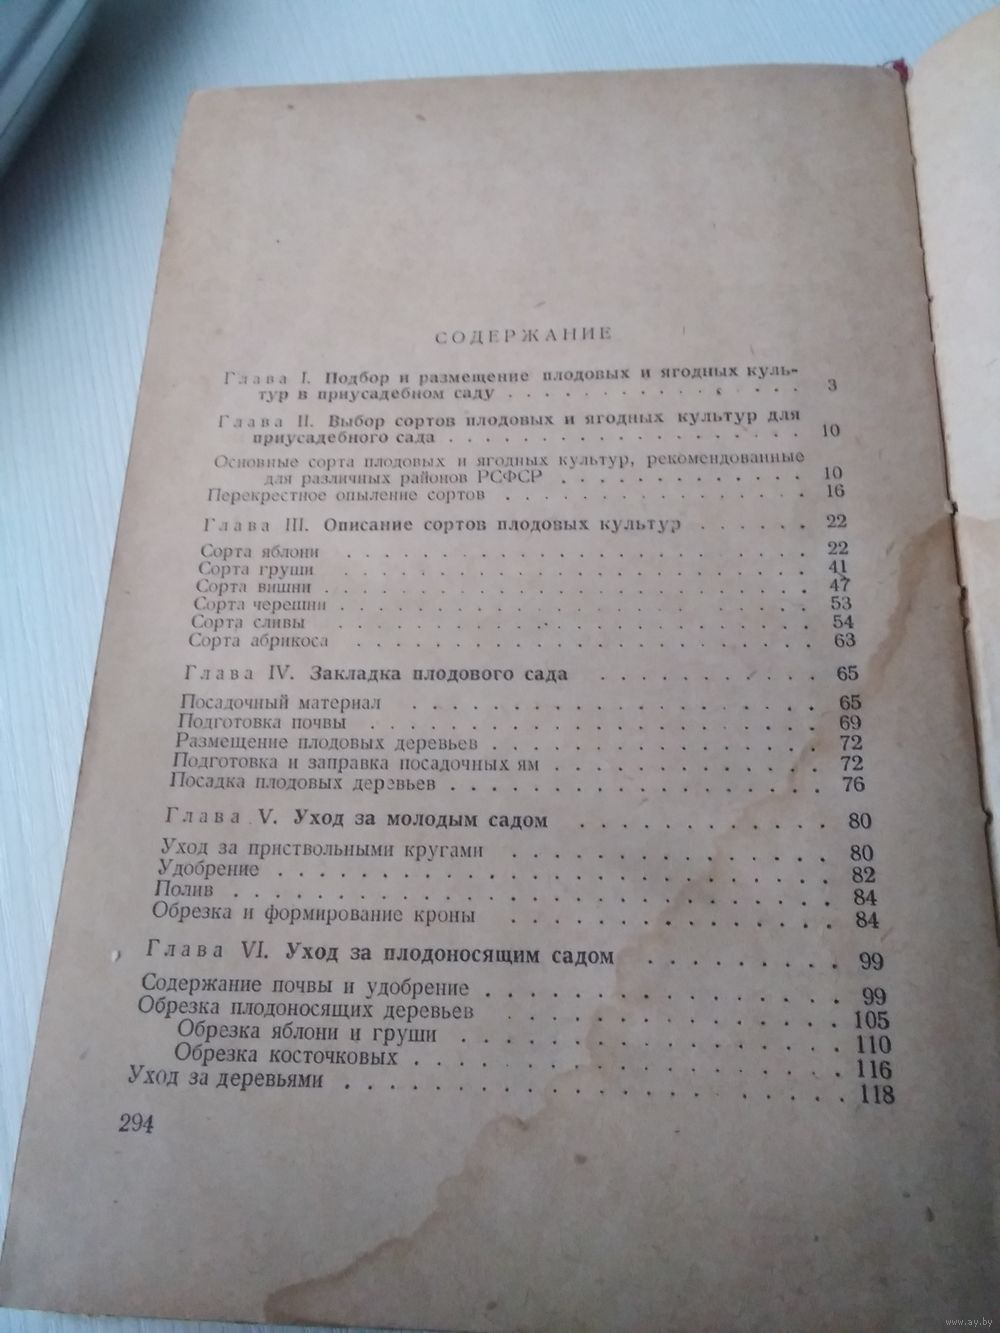 СОДЕРЖАНИЕ
Глава I. Подбор и размещение плодовых и ягодных куль-
тур в приусадебном саду . . . . . . . . . . . . . 3
Глава II. Выбор сортов плодовых и ягодных культур для
приусадебного сада . . . . . . . . . . . . . . . . 10
Основные сорта плодовых и ягодных культур, рекомендованные
для различных районов РСФСР . . . . . . . . . . . 10
Перекрестное опыление сортов . . . . . . . . . . . . . 16
Глава III. Описание сортов плодовых культур . . . . . . 22
Сорта яблони . . . . . . . . . . . . . . . . . . . 22
Сорта груши . . . . . . . . . . . . . . . . . . . 41
Сорта вишни . . . . . . . . . . . . . . . . . . . 47
Сорта черешни . . . . . . . . . . . . . . . . . . . 53
Сорта сливы . . . . . . . . . . . . . . . . . . . 54
Сорта абрикоса . . . . . . . . . . . . . . . . . . 63
Глава IV. Закладка плодового сада . . . . . . . . . . 65
Посадочный материал . . . . . . . . . . . . . . . . 65
Подготовка почвы . . . . . . . . . . . . . . . . . 69
Размещение плодовых деревьев . . . . . . . . . . . . . 72
Подготовка и заправка посадочных ям . . . . . . . . . . 72
Посадка плодовых деревьев . . . . . . . . . . . . . . 76
Глава V. Уход за молодым садом . . . . . . . . . . . 80
Уход за приствольными кругами . . . . . . . . . . . . 80
Удобрение . . . . . . . . . . . . . . . . . . . . 82
Полив . . . . . . . . . . . . . . . . . . . . . . 84
Обрезка и формирование кроны . . . . . . . . . . . . . 84
Глава VI. Уход за плодоносящим садом . . . . . . . . . 99
Содержание почвы и удобрение . . . . . . . . . . . . . 99
Обрезка плодоносящих деревьев . . . . . . . . . . . . 105
Обрезка яблони и груши . . . . . . . . . . . . . . 110
Обрезка косточковых . . . . . . . . . . . . . . . . 116
Уход за деревьями . . . . . . . . . . . . . . . . . 118
294
www.ay.by